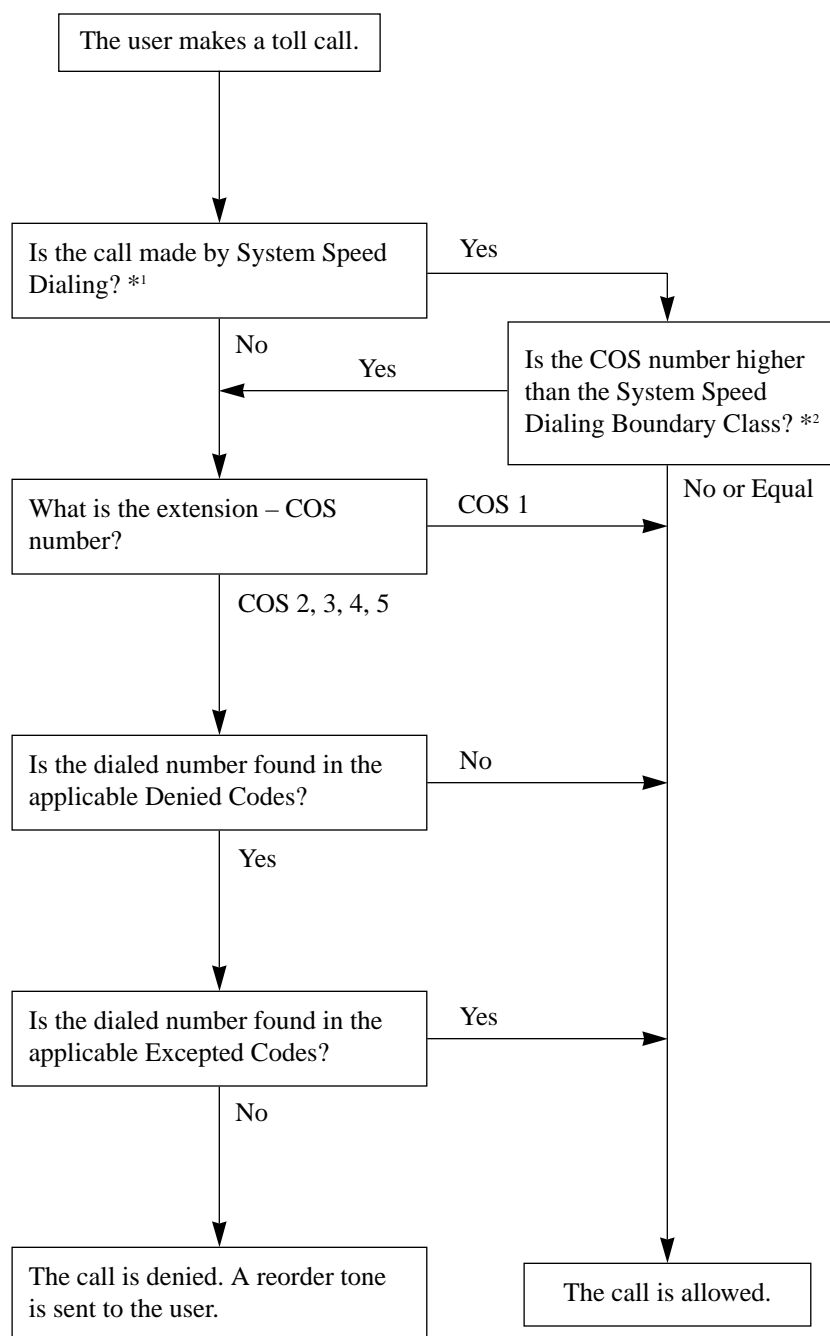 The user makes a toll call.
Is the call made by System Speed
Dialing? *1
Yes
No
Is the COS number higher
than the System Speed
Dialing Boundary Class? *2
Yes
No or Equal
What is the extension – COS
number?
COS 1
COS 2, 3, 4, 5
Is the dialed number found in the
applicable Denied Codes?
No
Yes
Is the dialed number found in the
applicable Excepted Codes?
Yes
No
The call is denied. A reorder tone
is sent to the user.
The call is allowed.